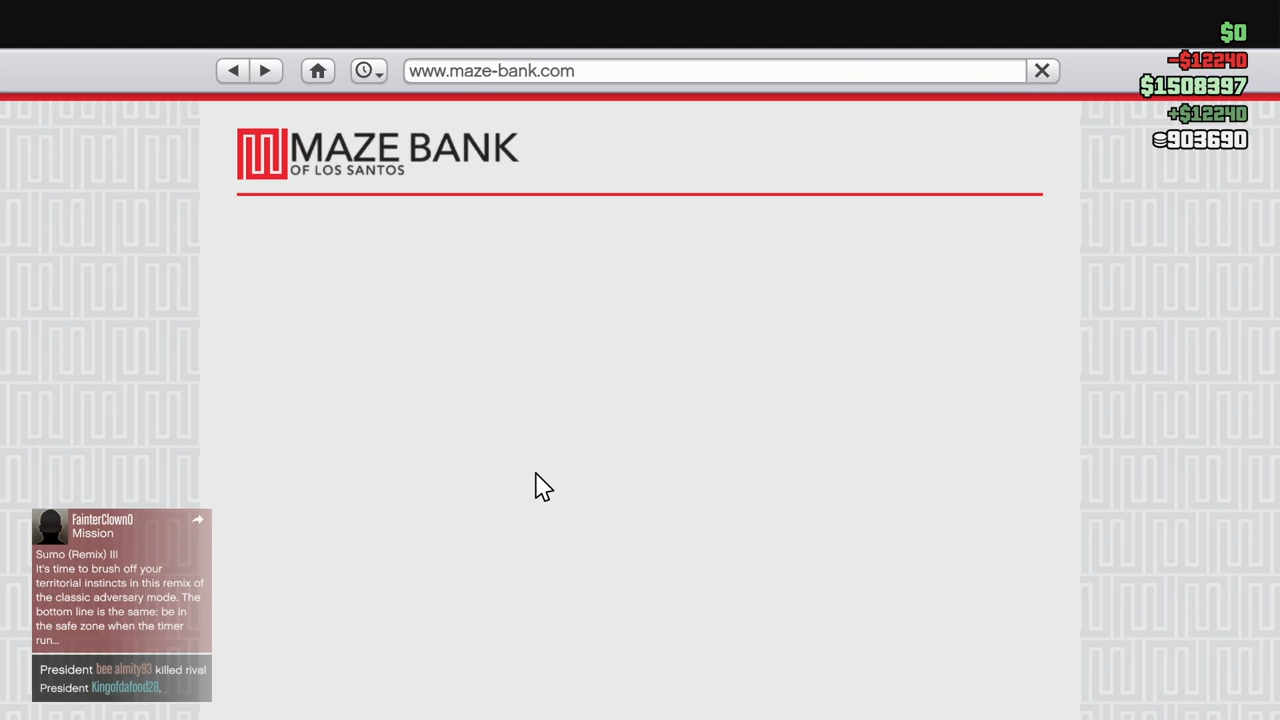 $0
-$12240
www.maze-bank.com
$1508397
+$12240
903690
MAZE BANK
OF LOS SANTOS
FainterClown0
Mission
Sumo (Remix) III
It's time to brush off your
territorial instincts in this remix of
the classic adversary mode. The
bottom line is the same: be in
the safe zone when the timer
run...
President bee almity93 killed rival
President Kingofdafood28.